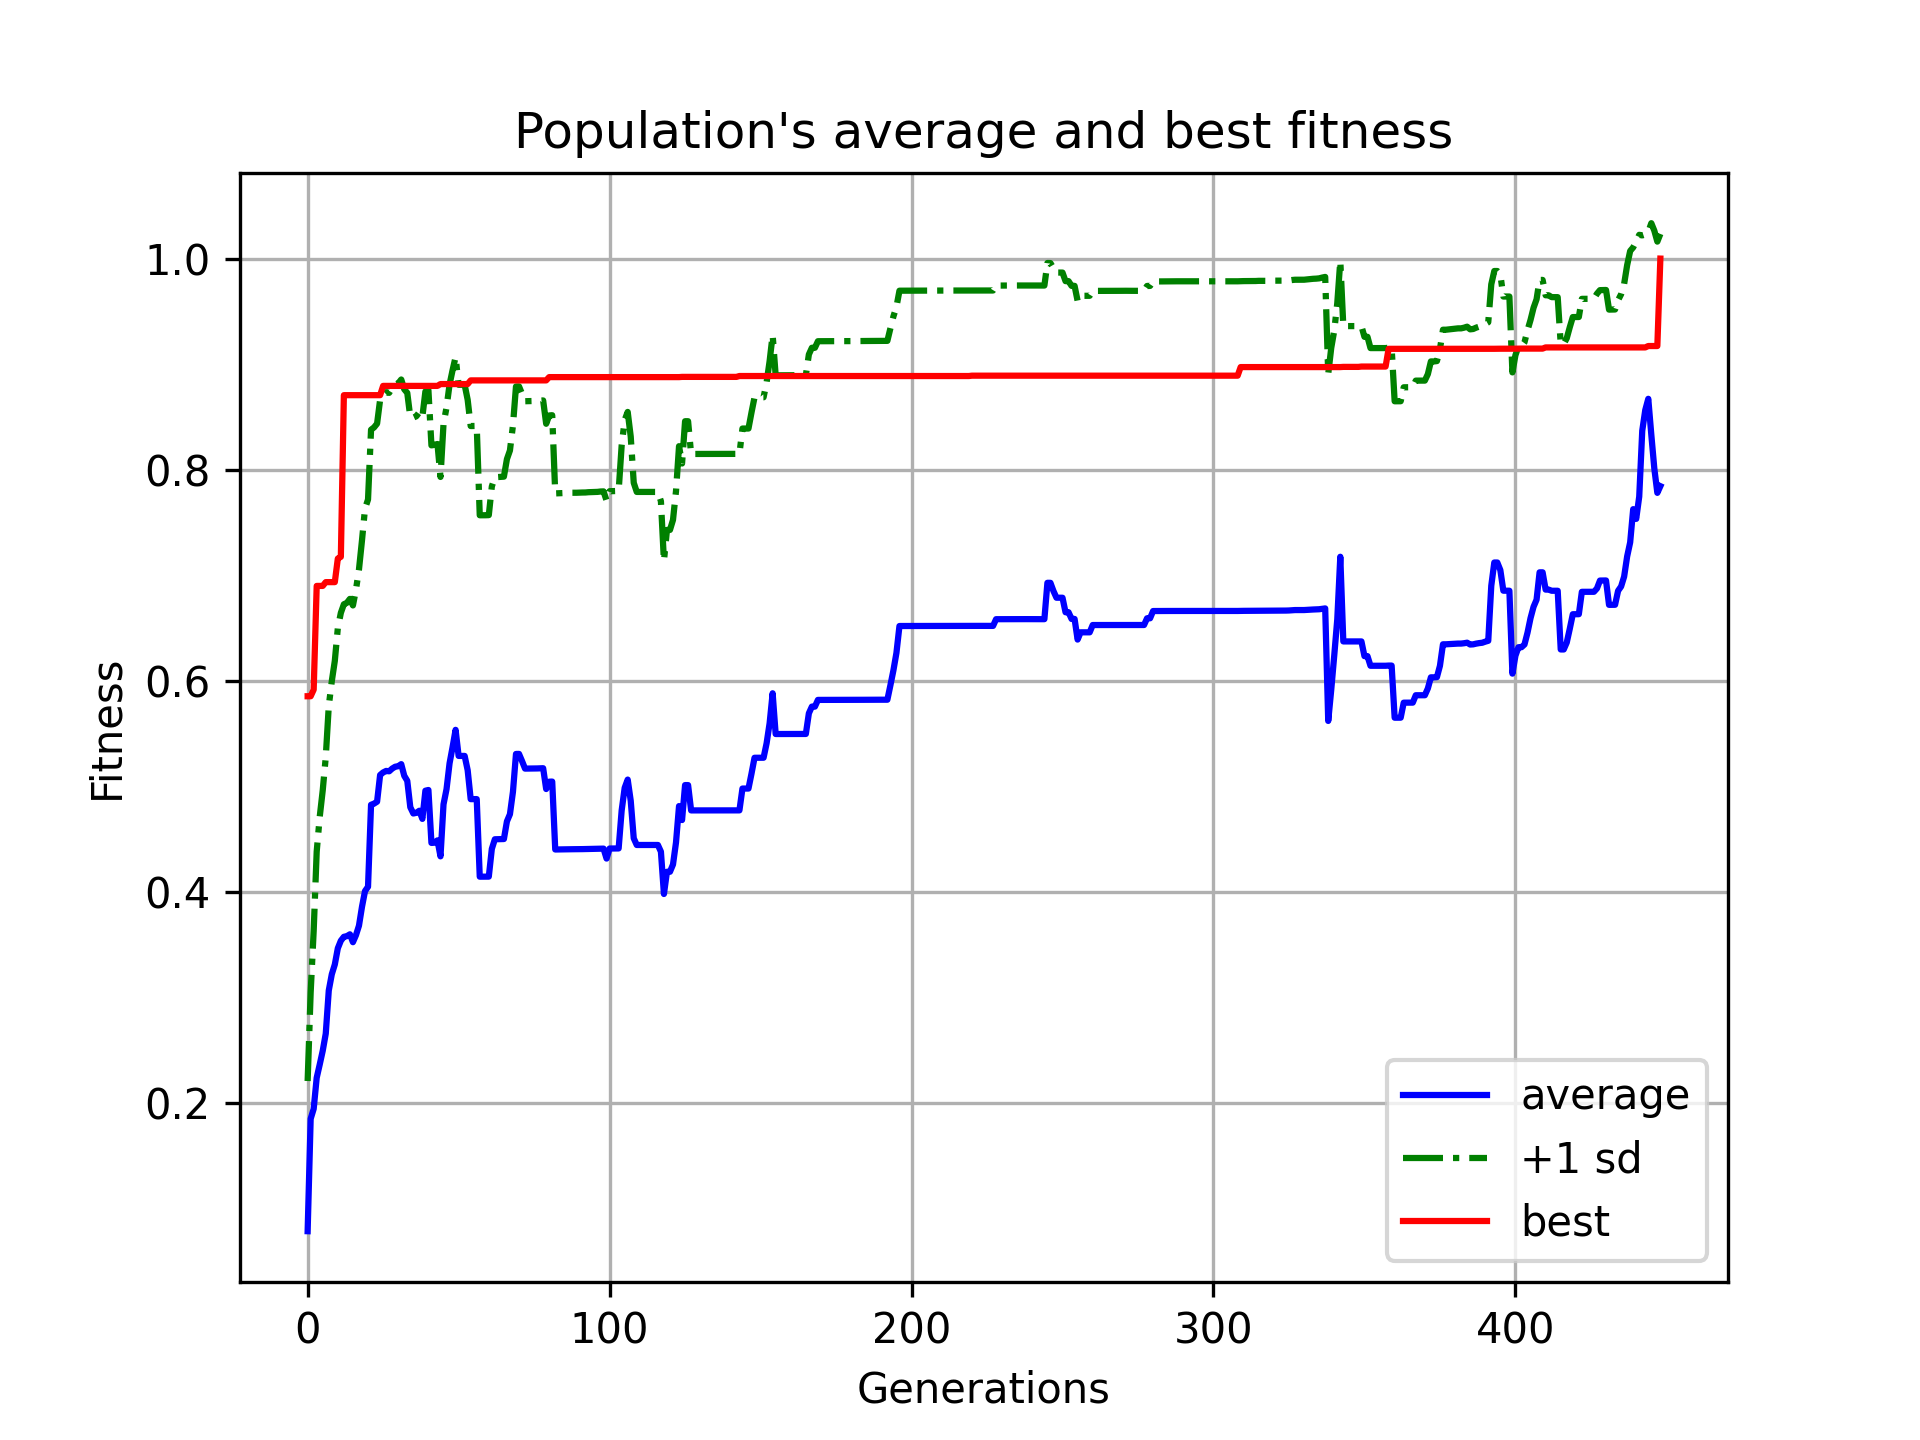 Population's average and best fitness
Fitness
1.0
0.8
0.6
0.4
0.2
average
+1 sd
best
0 100 200 300 400
Generations